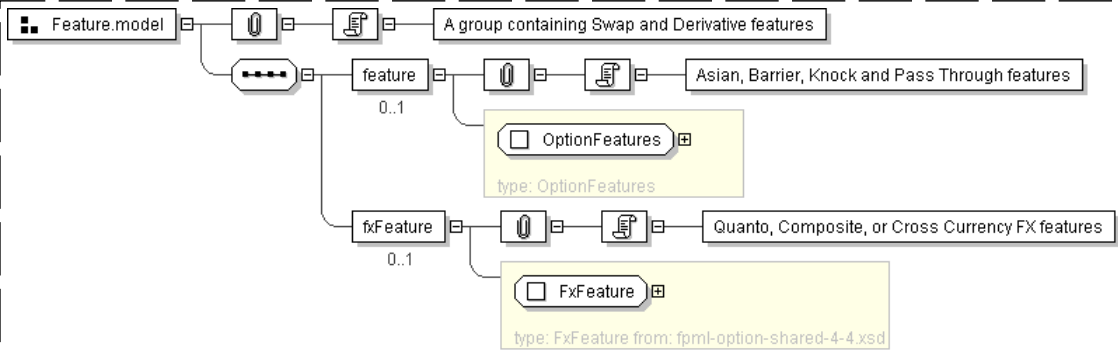 Feature.model
A group containing Swap and Derivative features
feature
Asian, Barrier, Knock and Pass Through features
0..1
OptionFeatures
type: OptionFeatures
fxFeature
Quanto, Composite, or Cross Currency FX features
0..1
FxFeature
type: FxFeature from: fpml-option-shared-4-4.xsd